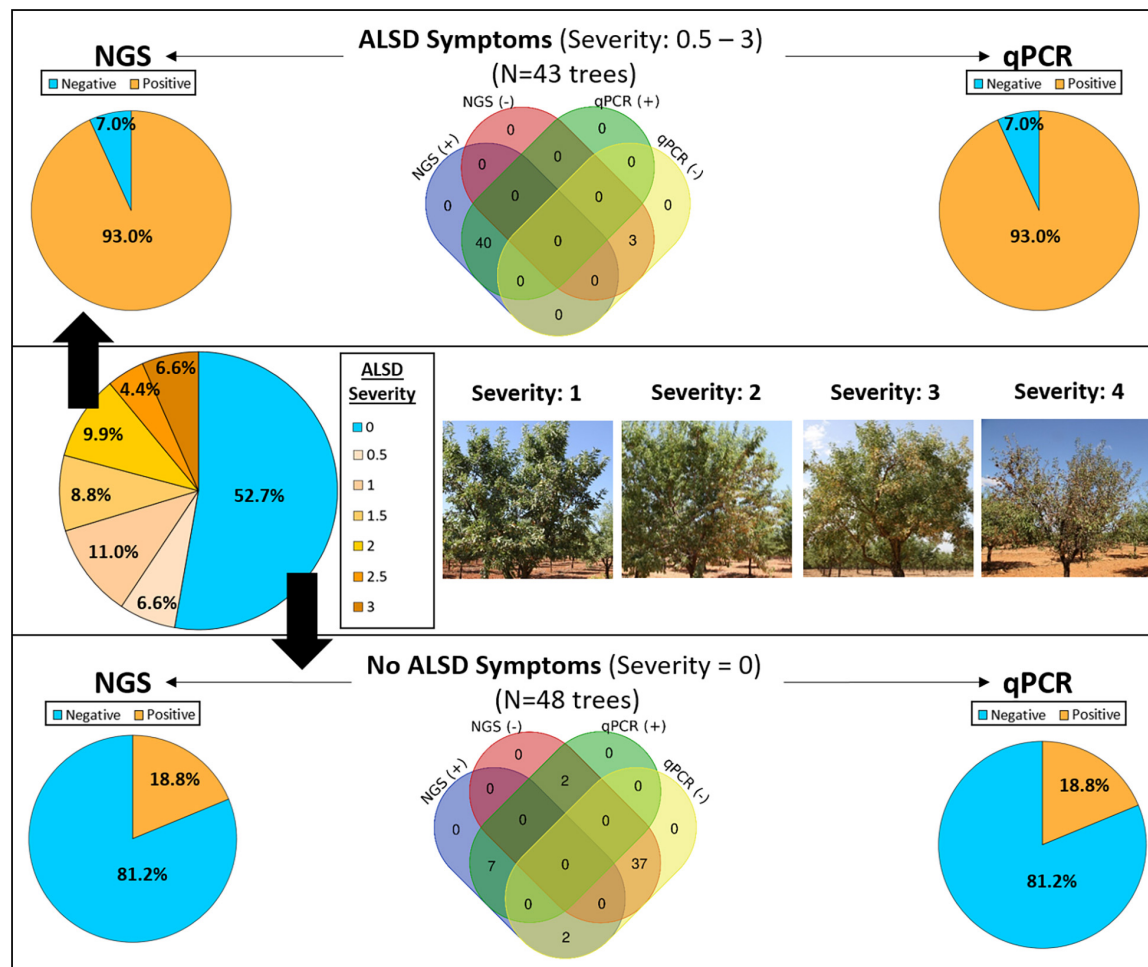 ALSD Symptoms (Severity: 0.5 – 3)
(N=43 trees)
NGS
Negative Positive
7.0%
93.0%
NGS (-)
qPCR (+)
NGS (+)
qPCR (-)
0
0
0
0
0
0
0
0
0
40
0
3
0
0
0
qPCR
Negative Positive
7.0%
93.0%
6.6%
4.4%
9.9%
8.8%
11.0%
6.6%
52.7%
ALSD
Severity
0
0.5
1
1.5
2
2.5
3
Severity: 1
Severity: 2
Severity: 3
Severity: 4
No ALSD Symptoms (Severity = 0)
(N=48 trees)
NGS
Negative Positive
18.8%
81.2%
NGS (-)
qPCR (+)
NGS (+)
qPCR (-)
0
0
0
2
0
0
0
0
0
7
0
37
0
0
2
qPCR
Negative Positive
18.8%
81.2%